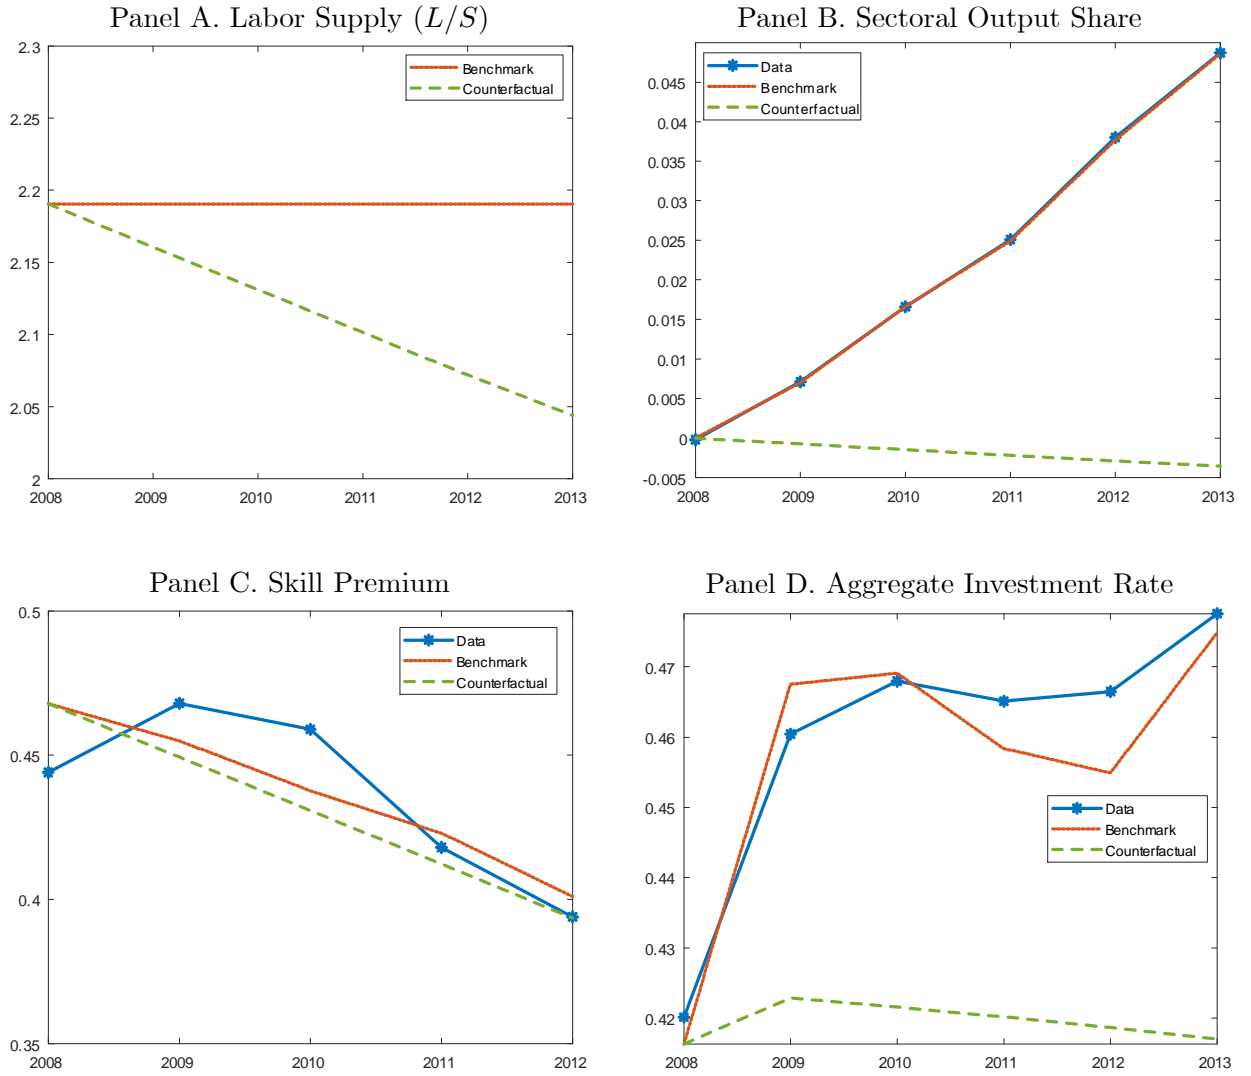 Panel A. Labor Supply (L/S)
2.3
2.25
2.2
2.15
2.1
2.05
2
2008 2009 2010 2011 2012 2013
Benchmark
Counterfactual
Panel B. Sectoral Output Share
0.045
0.04
0.035
0.03
0.025
0.02
0.015
0.01
0.005
0
-0.005
2008 2009 2010 2011 2012 2013
Data
Benchmark
Counterfactual
Panel C. Skill Premium
0.5
0.45
0.4
0.35
2008 2009 2010 2011 2012
Data
Benchmark
Counterfactual
Panel D. Aggregate Investment Rate
0.47
0.46
0.45
0.44
0.43
0.42
2008 2009 2010 2011 2012 2013
Data
Benchmark
Counterfactual